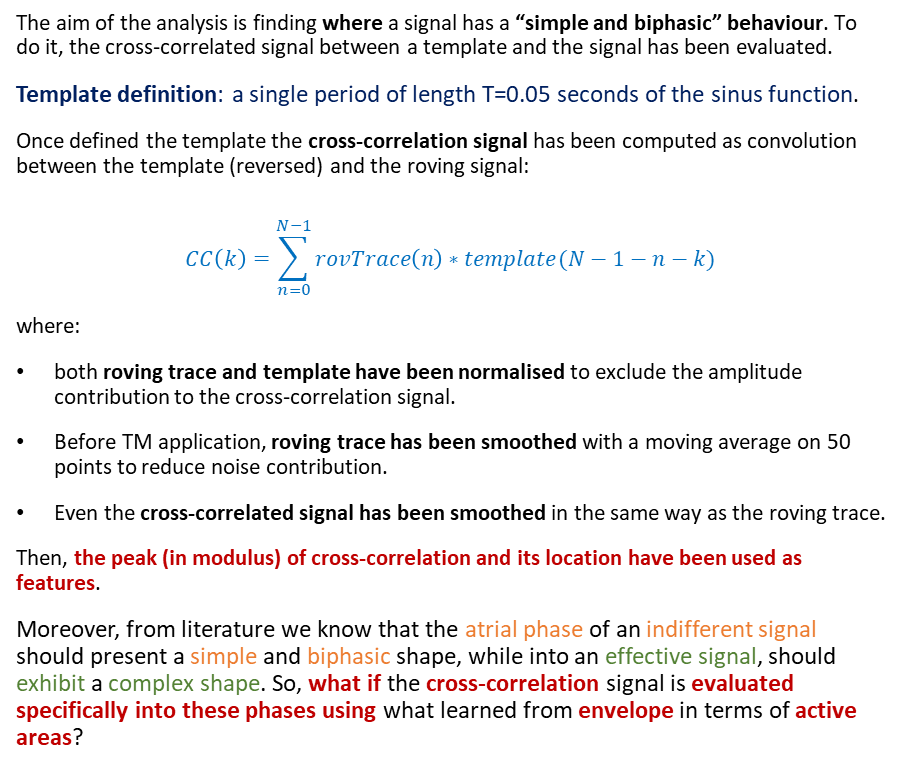 The aim of the analysis is finding where a signal has a “simple and biphasic” behaviour. To
do it, the cross-correlated signal between a template and the signal has been evaluated.
Template definition: a single period of length T=0.05 seconds of the sinus function.
Once defined the template the cross-correlation signal has been computed as convolution
between the template (reversed) and the roving signal:
N−1
CC(k) = ∑ rovTrace(n) ∗ template(N − 1 − n − k)
n=0
where:
• both roving trace and template have been normalised to exclude the amplitude
contribution to the cross-correlation signal.
• Before TM application, roving trace has been smoothed with a moving average on 50
points to reduce noise contribution.
• Even the cross-correlated signal has been smoothed in the same way as the roving trace.
Then, the peak (in modulus) of cross-correlation and its location have been used as
features.
Moreover, from literature we know that the atrial phase of an indifferent signal
should present a simple and biphasic shape, while into an effective signal, should
exhibit a complex shape. So, what if the cross-correlation signal is evaluated
specifically into these phases using what learned from envelope in terms of active
areas?